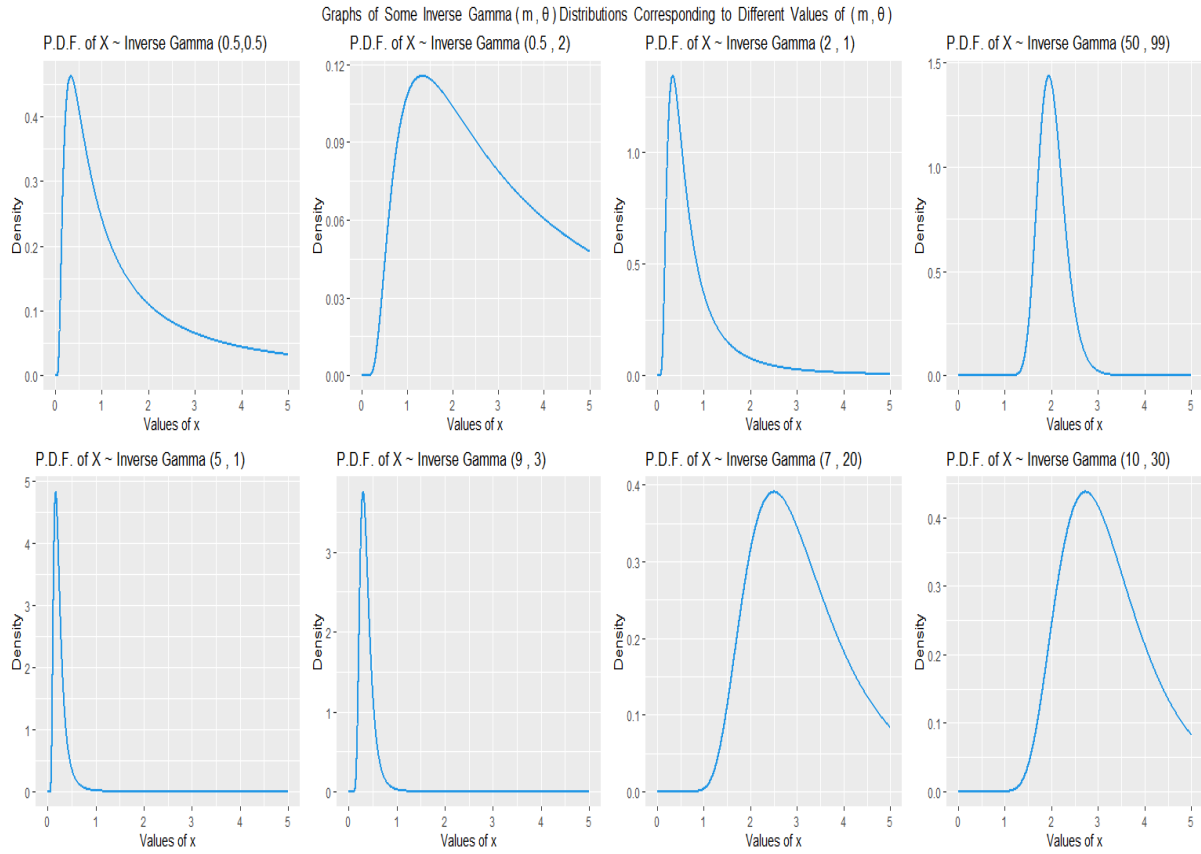 Graphs of Some Inverse Gamma ( m , θ ) Distributions Corresponding to Different Values of ( m , θ )
P.D.F. of X ~ Inverse Gamma (0.5,0.5)
Density
0.4
0.3
0.2
0.1
0.0
0 1 2 3 4 5
Values of x
P.D.F. of X ~ Inverse Gamma (0.5 , 2)
Density
0.12
0.09
0.06
0.03
0.00
0 1 2 3 4 5
Values of x
P.D.F. of X ~ Inverse Gamma (2 , 1)
Density
1.0
0.5
0.0
0 1 2 3 4 5
Values of x
P.D.F. of X ~ Inverse Gamma (50 , 99)
Density
1.5
1.0
0.5
0.0
0 1 2 3 4 5
Values of x
P.D.F. of X ~ Inverse Gamma (5 , 1)
Density
5
4
3
2
1
0
0 1 2 3 4 5
Values of x
P.D.F. of X ~ Inverse Gamma (9 , 3)
Density
3
2
1
0
0 1 2 3 4 5
Values of x
P.D.F. of X ~ Inverse Gamma (7 , 20)
Density
0.4
0.3
0.2
0.1
0.0
0 1 2 3 4 5
Values of x
P.D.F. of X ~ Inverse Gamma (10 , 30)
Density
0.4
0.3
0.2
0.1
0.0
0 1 2 3 4 5
Values of x